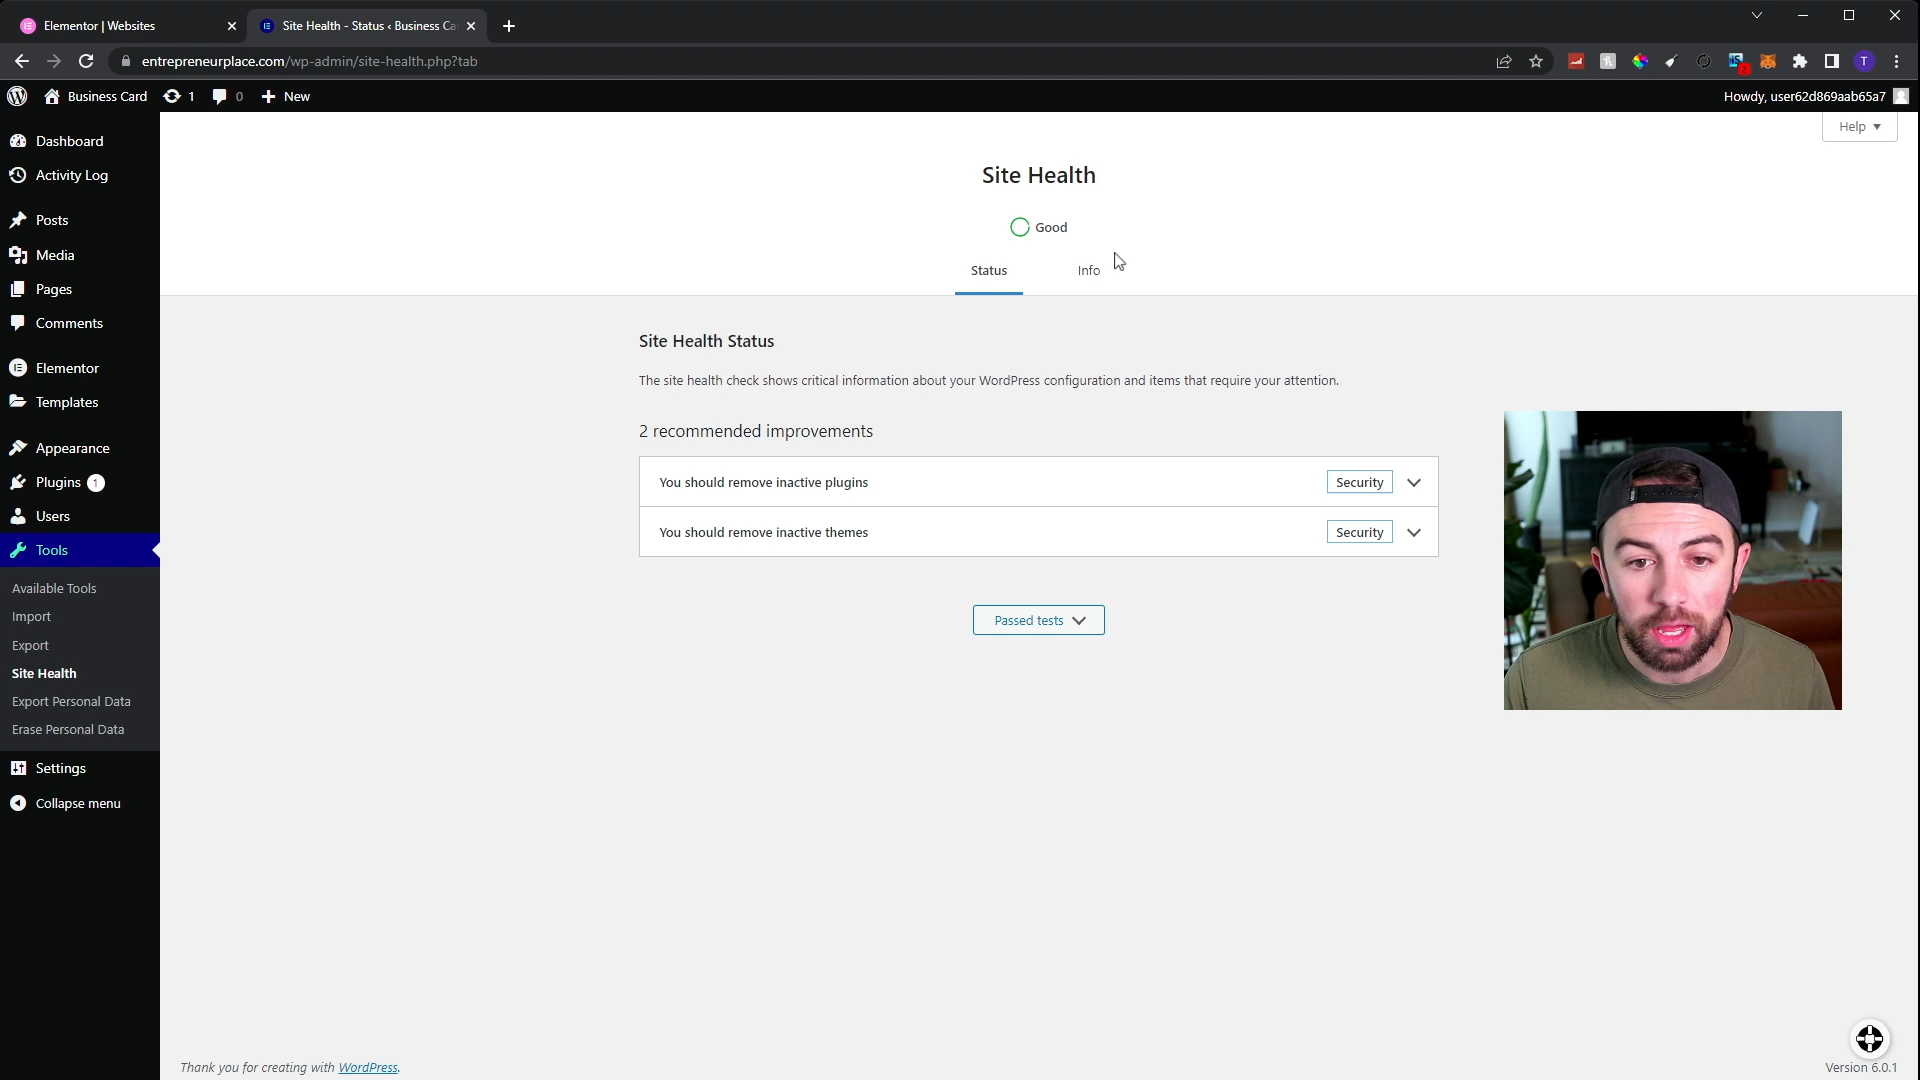 Elementor | Websites
Site Health - Status ‹ Business Ca
entrepreneurplace.com/wp-admin/site-health.php?tab
2
T
Business Card
1
0
New
Howdy, user62d869aab65a7
Help
Dashboard
Activity Log
Posts
Media
Pages
Comments
Elementor
Templates
Appearance
Plugins 1
Users
Tools
Available Tools
Import
Export
Site Health
Export Personal Data
Erase Personal Data
Settings
Collapse menu
Site Health
Good
Status
Info
Site Health Status
The site health check shows critical information about your WordPress configuration and items that require your attention.
2 recommended improvements
You should remove inactive plugins
Security
You should remove inactive themes
Security
Passed tests
Thank you for creating with WordPress.
Version 6.0.1